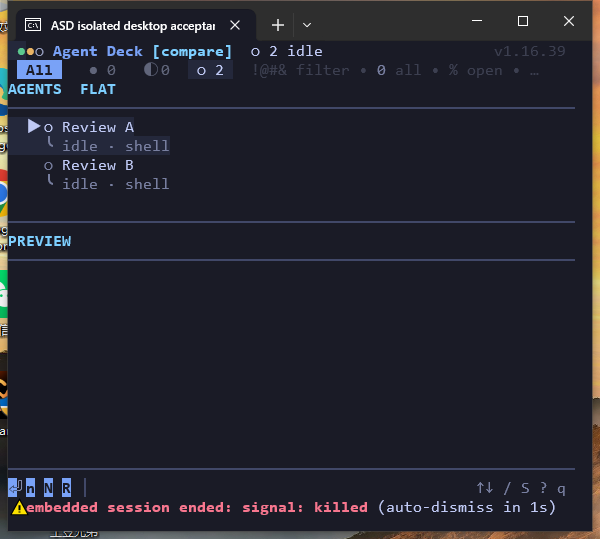 ASD isolated desktop acceptar
Agent Deck [compare] ○ 2 idle v1.16.39
All ● 0 ◐0 ○ 2 !@#& filter • 0 all • % open • …
AGENTS FLAT
▶○ Review A
╰ idle · shell
○ Review B
╰ idle · shell
PREVIEW
⏎n N R │ ↑↓ / S ? q
⚠embedded session ended: signal: killed (auto-dismiss in 1s)